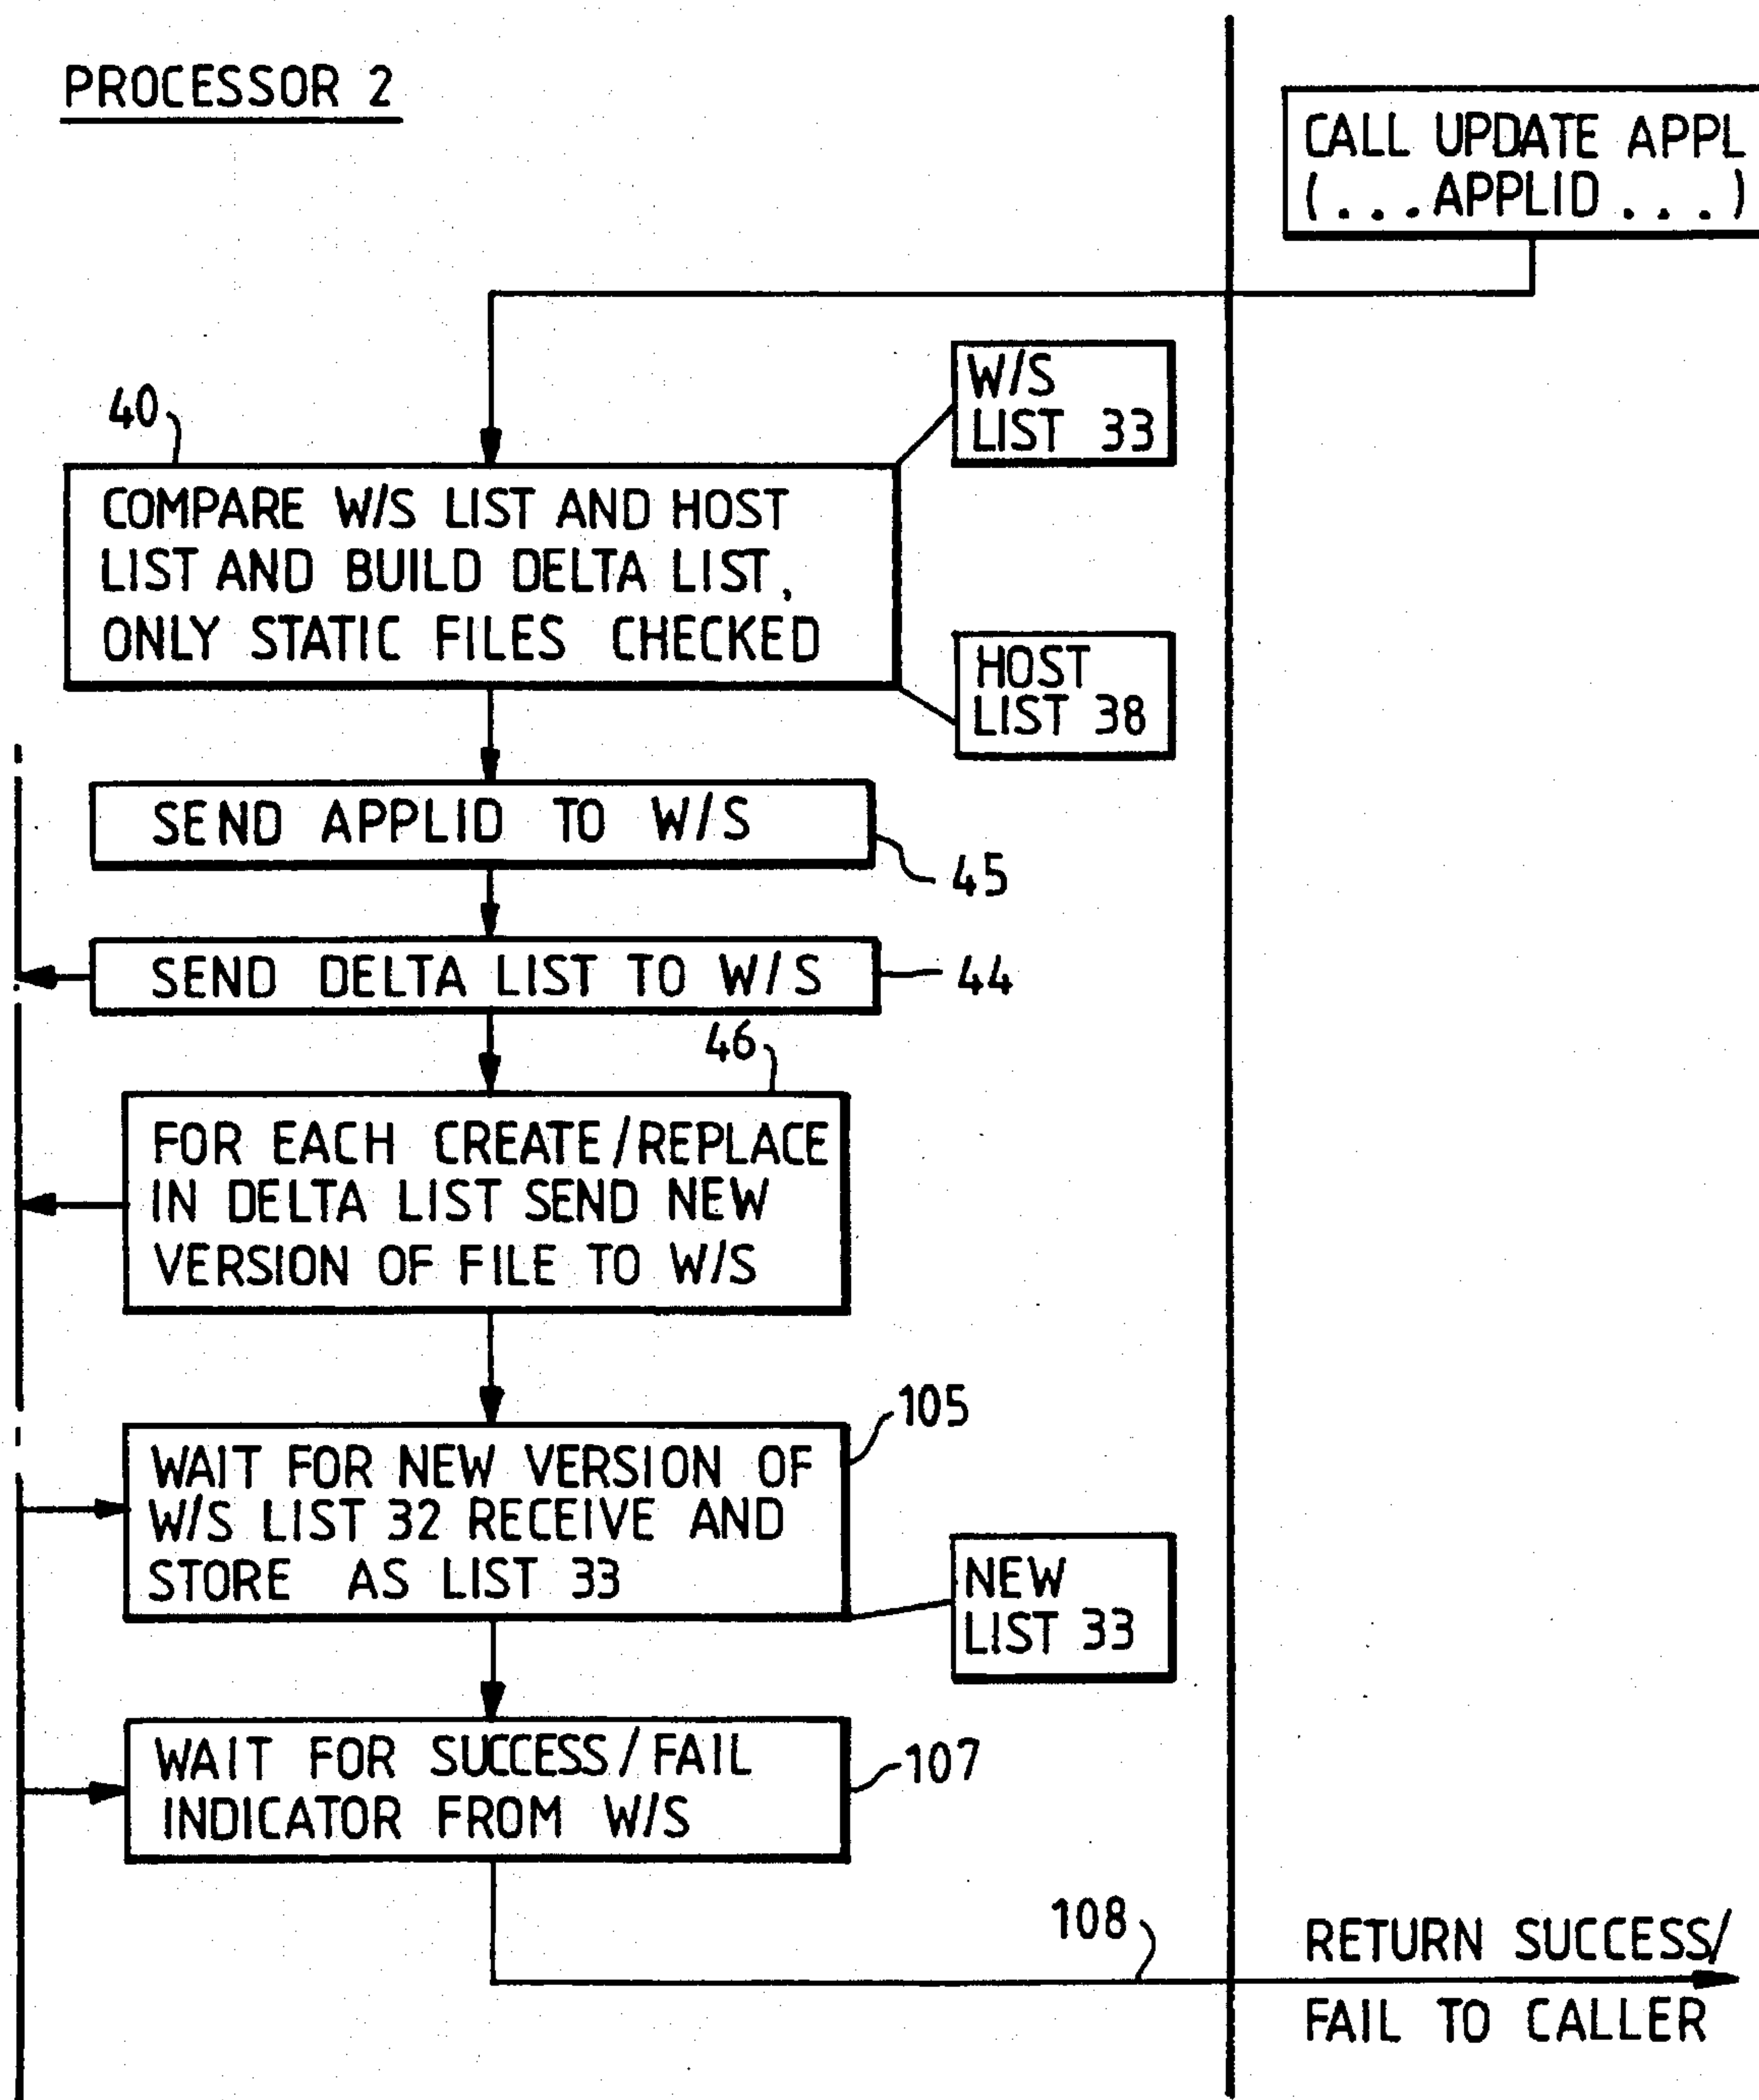 PROCESSOR 2
CALL UPDATE APPL
(...APPLID...)
W/S
LIST 33
40
COMPARE W/S LIST AND HOST
LIST AND BUILD DELTA LIST,
ONLY STATIC FILES CHECKED
HOST
LIST 38
SEND APPLID TO W/S
45
SEND DELTA LIST TO W/S
44
46
FOR EACH CREATE/REPLACE
IN DELTA LIST SEND NEW
VERSION OF FILE TO W/S
105
WAIT FOR NEW VERSION OF
W/S LIST 32 RECEIVE AND
STORE AS LIST 33
NEW
LIST 33
WAIT FOR SUCCESS/FAIL
INDICATOR FROM W/S
107
108
RETURN SUCCESS/
FAIL TO CALLER